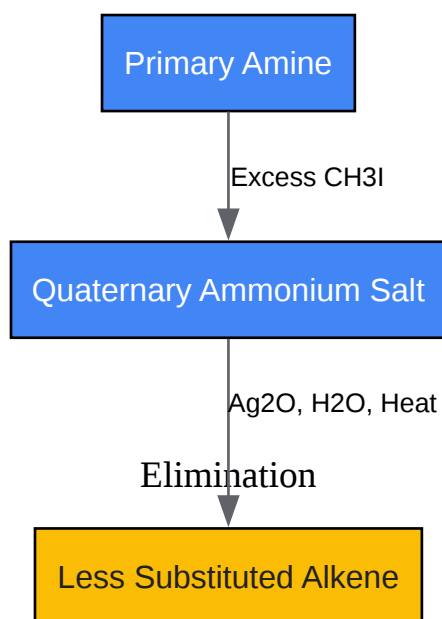 Primary Amine
Excess CH3I
Quaternary Ammonium Salt
Ag2O, H2O, Heat
Elimination
Less Substituted Alkene